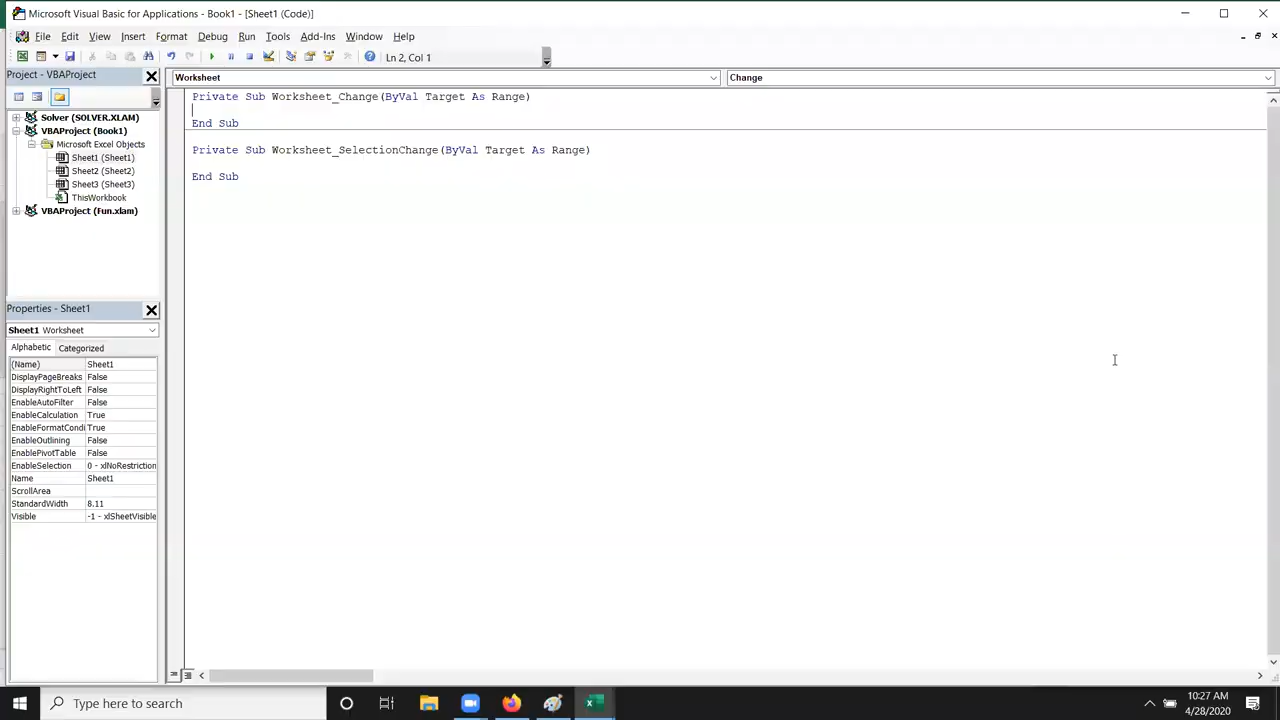 Microsoft Visual Basic for Applications - Book1 - [Sheet1 (Code)]
File Edit View Insert Format Debug Run Tools Add-Ins Window Help
Ln 2, Col 1
Project - VBAProject
Worksheet Change
Private Sub Worksheet_Change(ByVal Target As Range)
End Sub
Private Sub Worksheet_SelectionChange(ByVal Target As Range)
End Sub
Solver (SOLVER.XLAM)
VBAProject (Book1)
Microsoft Excel Objects
Sheet1 (Sheet1)
Sheet2 (Sheet2)
Sheet3 (Sheet3)
ThisWorkbook
VBAProject (Fun.xlam)
Properties - Sheet1
Sheet1 Worksheet
Alphabetic Categorized
(Name) Sheet1
DisplayPageBreaks False
DisplayRightToLeft False
EnableAutoFilter False
EnableCalculation True
EnableFormatCondi True
EnableOutlining False
EnablePivotTable False
EnableSelection 0 - xlNoRestriction
Name Sheet1
ScrollArea
StandardWidth 8.11
Visible -1 - xlSheetVisible
Type here to search
10:27 AM
4/28/2020